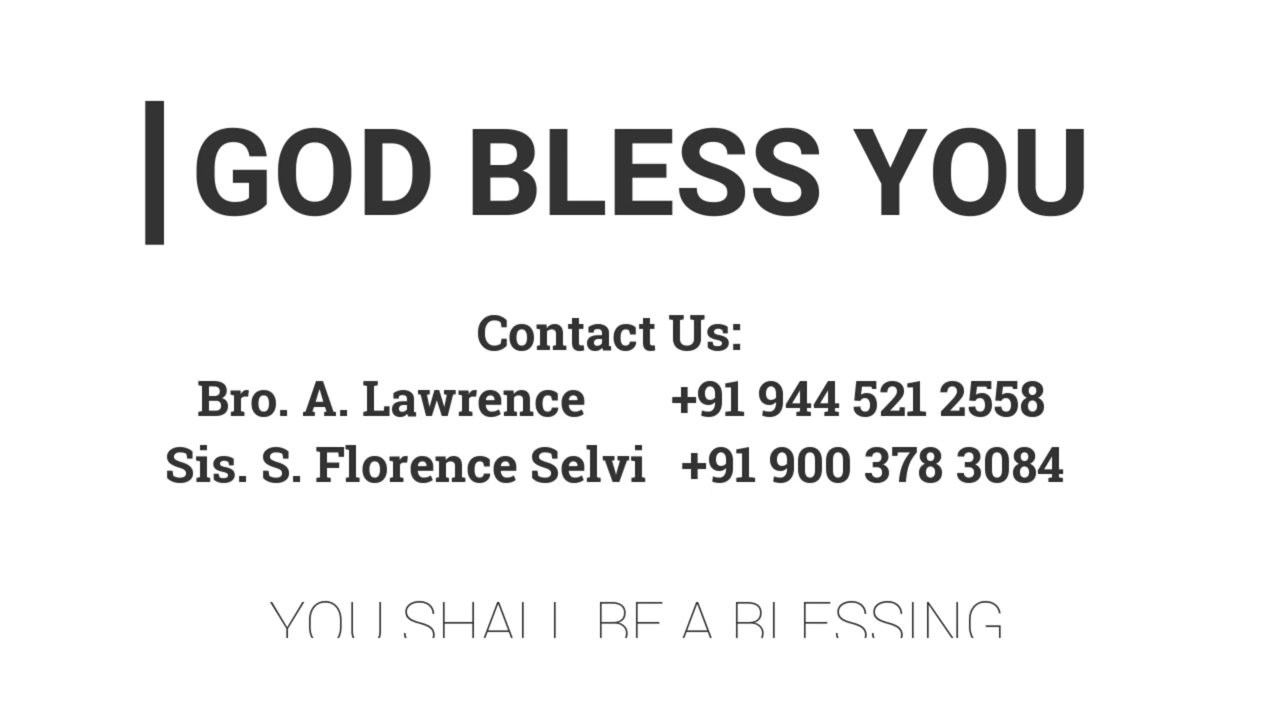 GOD BLESS YOU
Contact Us:
Bro. A. Lawrence +91 944 521 2558
Sis. S. Florence Selvi +91 900 378 3084
YOU SHALL BE A BLESSING